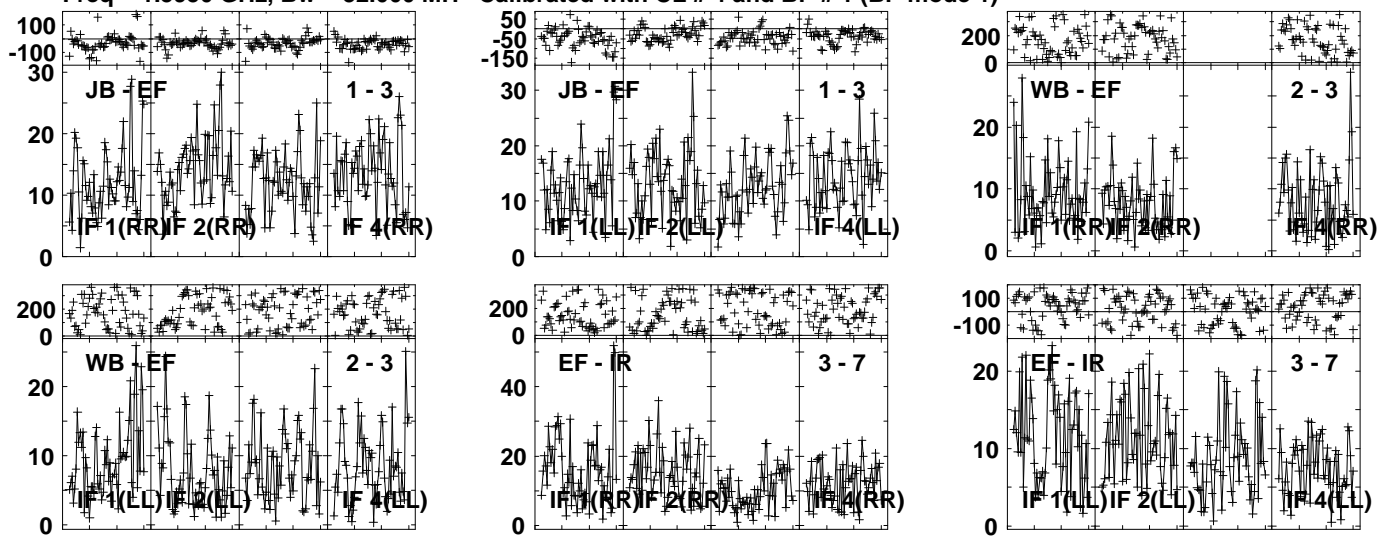 100
-100
30
20
10
0
JB - EF
1 - 3
IF 1(RR)
IF 2(RR)
IF 4(RR)
50
-50
-150
30
20
10
0
JB - EF
1 - 3
IF 1(LL)
IF 2(LL)
IF 4(LL)
200
0
20
10
0
WB - EF
2 - 3
IF 1(RR)
IF 2(RR)
IF 4(RR)
200
0
20
10
0
WB - EF
2 - 3
IF 1(LL)
IF 2(LL)
IF 4(LL)
200
0
40
20
0
EF - IR
3 - 7
IF 1(RR)
IF 2(RR)
IF 4(RR)
100
-100
20
10
0
EF - IR
3 - 7
IF 1(LL)
IF 2(LL)
IF 4(LL)